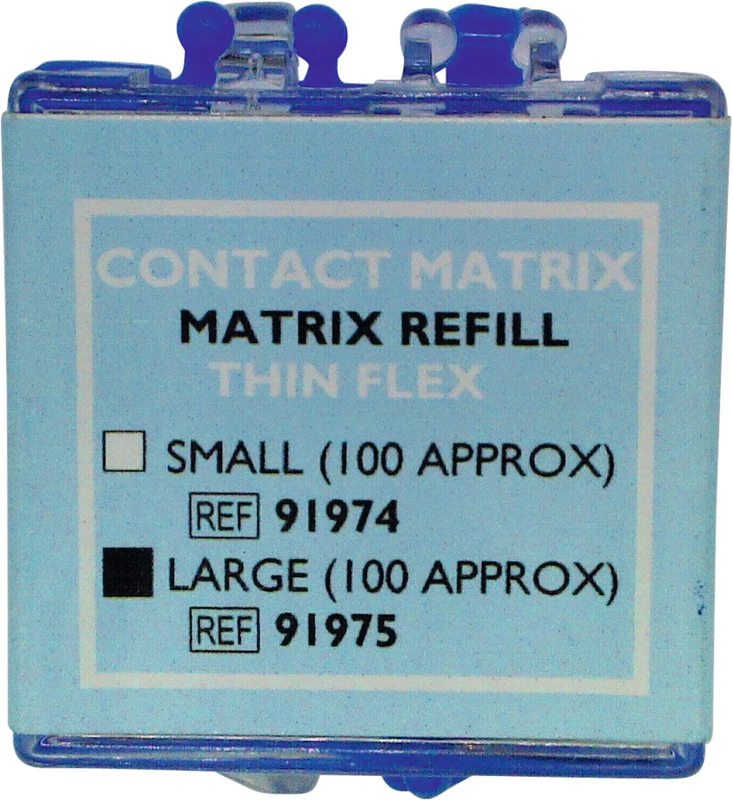 CONTACT MATRIX
MATRIX REFILL
THIN FLEX
SMALL (100 APPROX)
REF 91974
LARGE (100 APPROX)
REF 91975